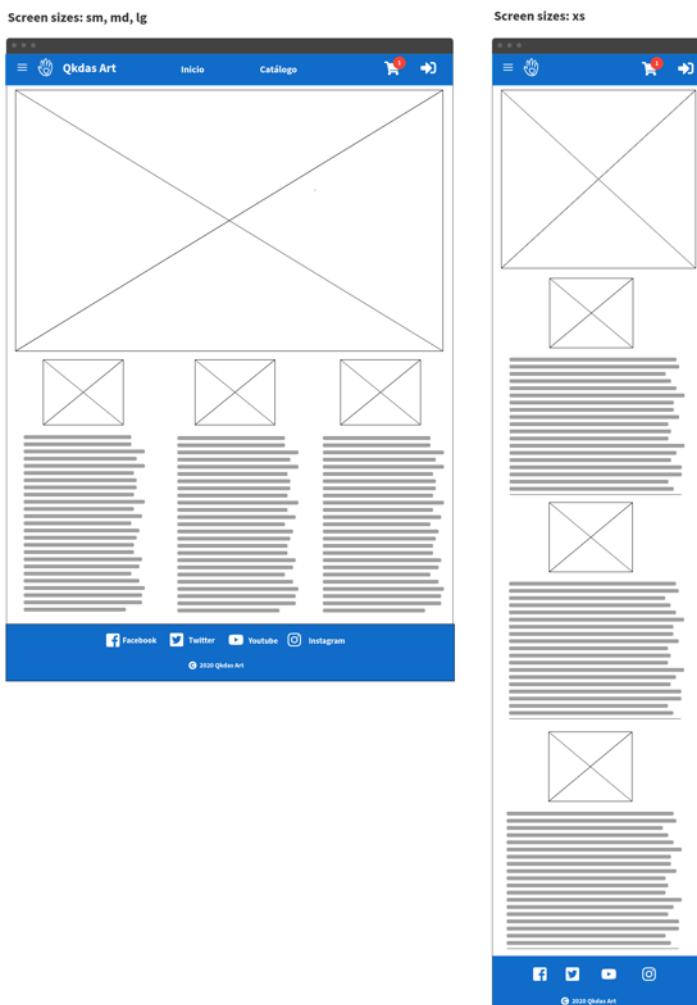 Screen sizes: sm, md, lg
Qkdas Art Inicio Catálogo 1
Facebook Twitter Youtube Instagram
© 2020 Qkdas Art
Screen sizes: xs
1
© 2020 Qkdas Art